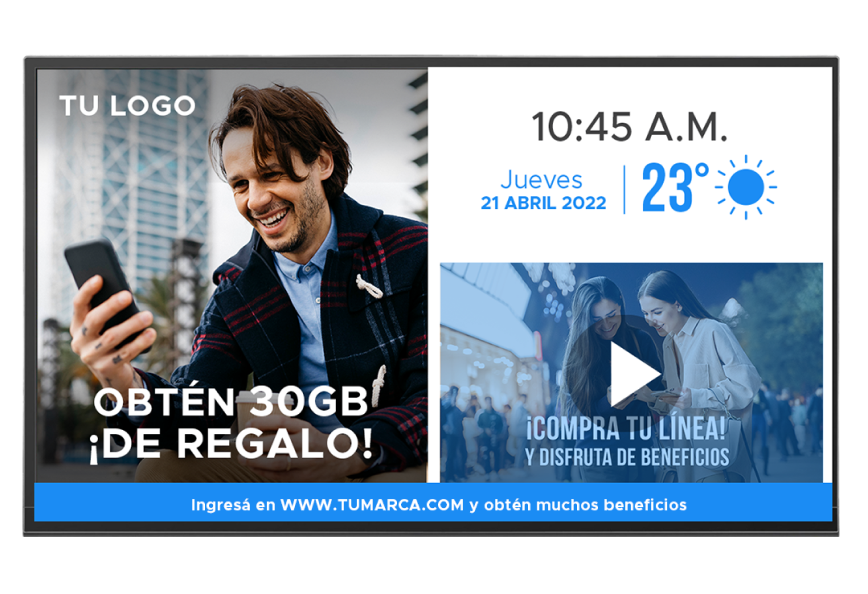 TU LOGO
OBTÉN 30GB
¡DE REGALO!
10:45 A.M.
Jueves
21 ABRIL 2022
23°
¡COMPRA TU LÍNEA!
Y DISFRUTA DE BENEFICIOS
Ingresá en WWW.TUMARCA.COM y obtén muchos beneficios